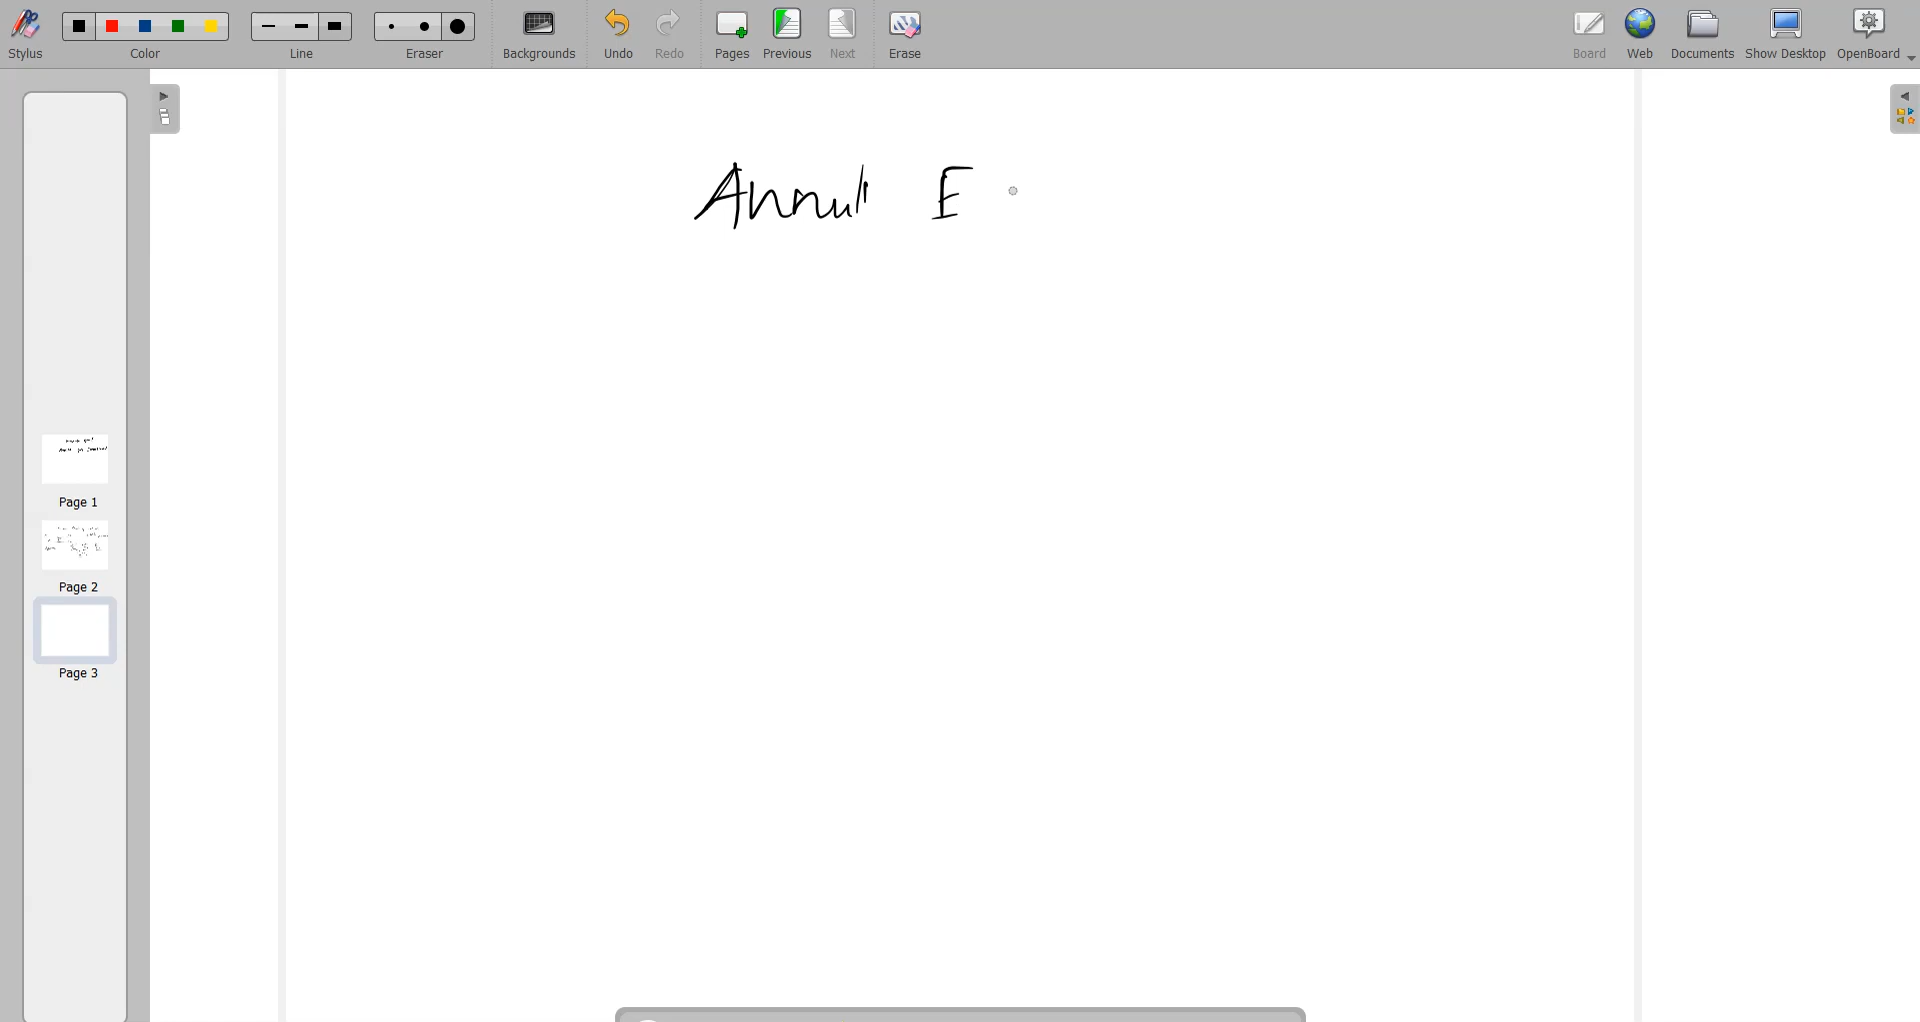 Stylus Color Line Eraser Backgrounds Undo Redo Pages Previous Next Erase Board Web Documents Show Desktop OpenBoard
Annul E
Page 1
Page 2
Page 3